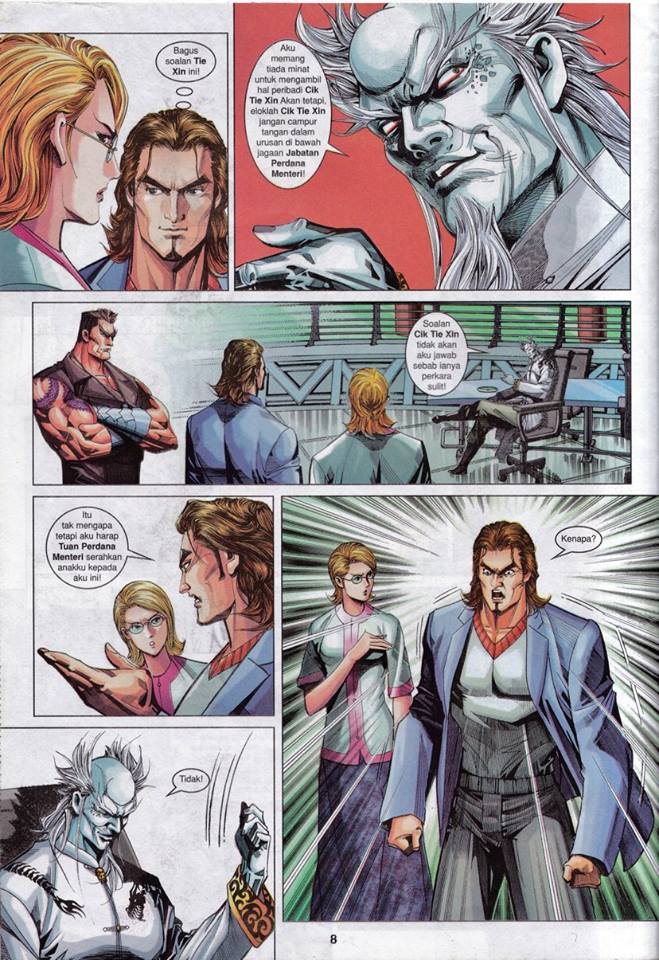 Bagus
soalan Tie
Xin ini!
Aku
memang
tiada minat
untuk mengambil
hal peribadi Cik
Tie Xin Akan tetapi,
eloklah Cik Tie Xin
jangan campur
tangan dalam
urusan di bawah
jagaan Jabatan
Perdana
Menteri!
Soalan
Cik Tie Xin
tidak akan
aku jawab
sebab ianya
perkara
sulit!
Itu
tak mengapa
tetapi aku harap
Tuan Perdana
Menteri serahkan
anakku kepada
aku ini!
Kenapa?
Tidak!
8